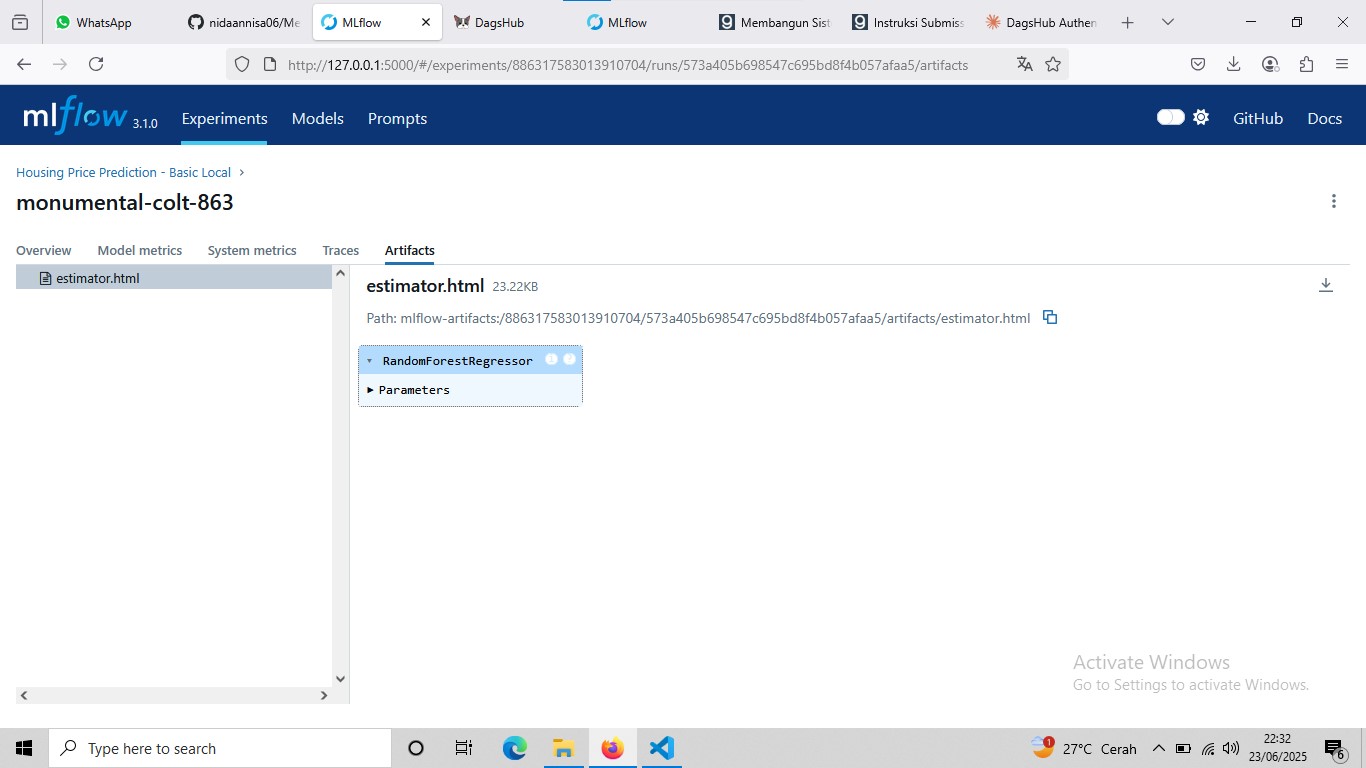 WhatsApp
nidaannisa06/Me
MLflow
DagsHub
MLflow
Membangun Sist
Instruksi Submiss
DagsHub Authen
http://127.0.0.1:5000/#/experiments/886317583013910704/runs/573a405b698547c695bd8f4b057afaa5/artifacts
mlflow 3.1.0
Experiments
Models
Prompts
GitHub
Docs
Housing Price Prediction - Basic Local
monumental-colt-863
Overview
Model metrics
System metrics
Traces
Artifacts
estimator.html
estimator.html 23.22KB
Path: mlflow-artifacts:/886317583013910704/573a405b698547c695bd8f4b057afaa5/artifacts/estimator.html
RandomForestRegressor i ?
Parameters
Activate Windows
Go to Settings to activate Windows.
Type here to search
1
27°C Cerah
22:32
23/06/2025
6